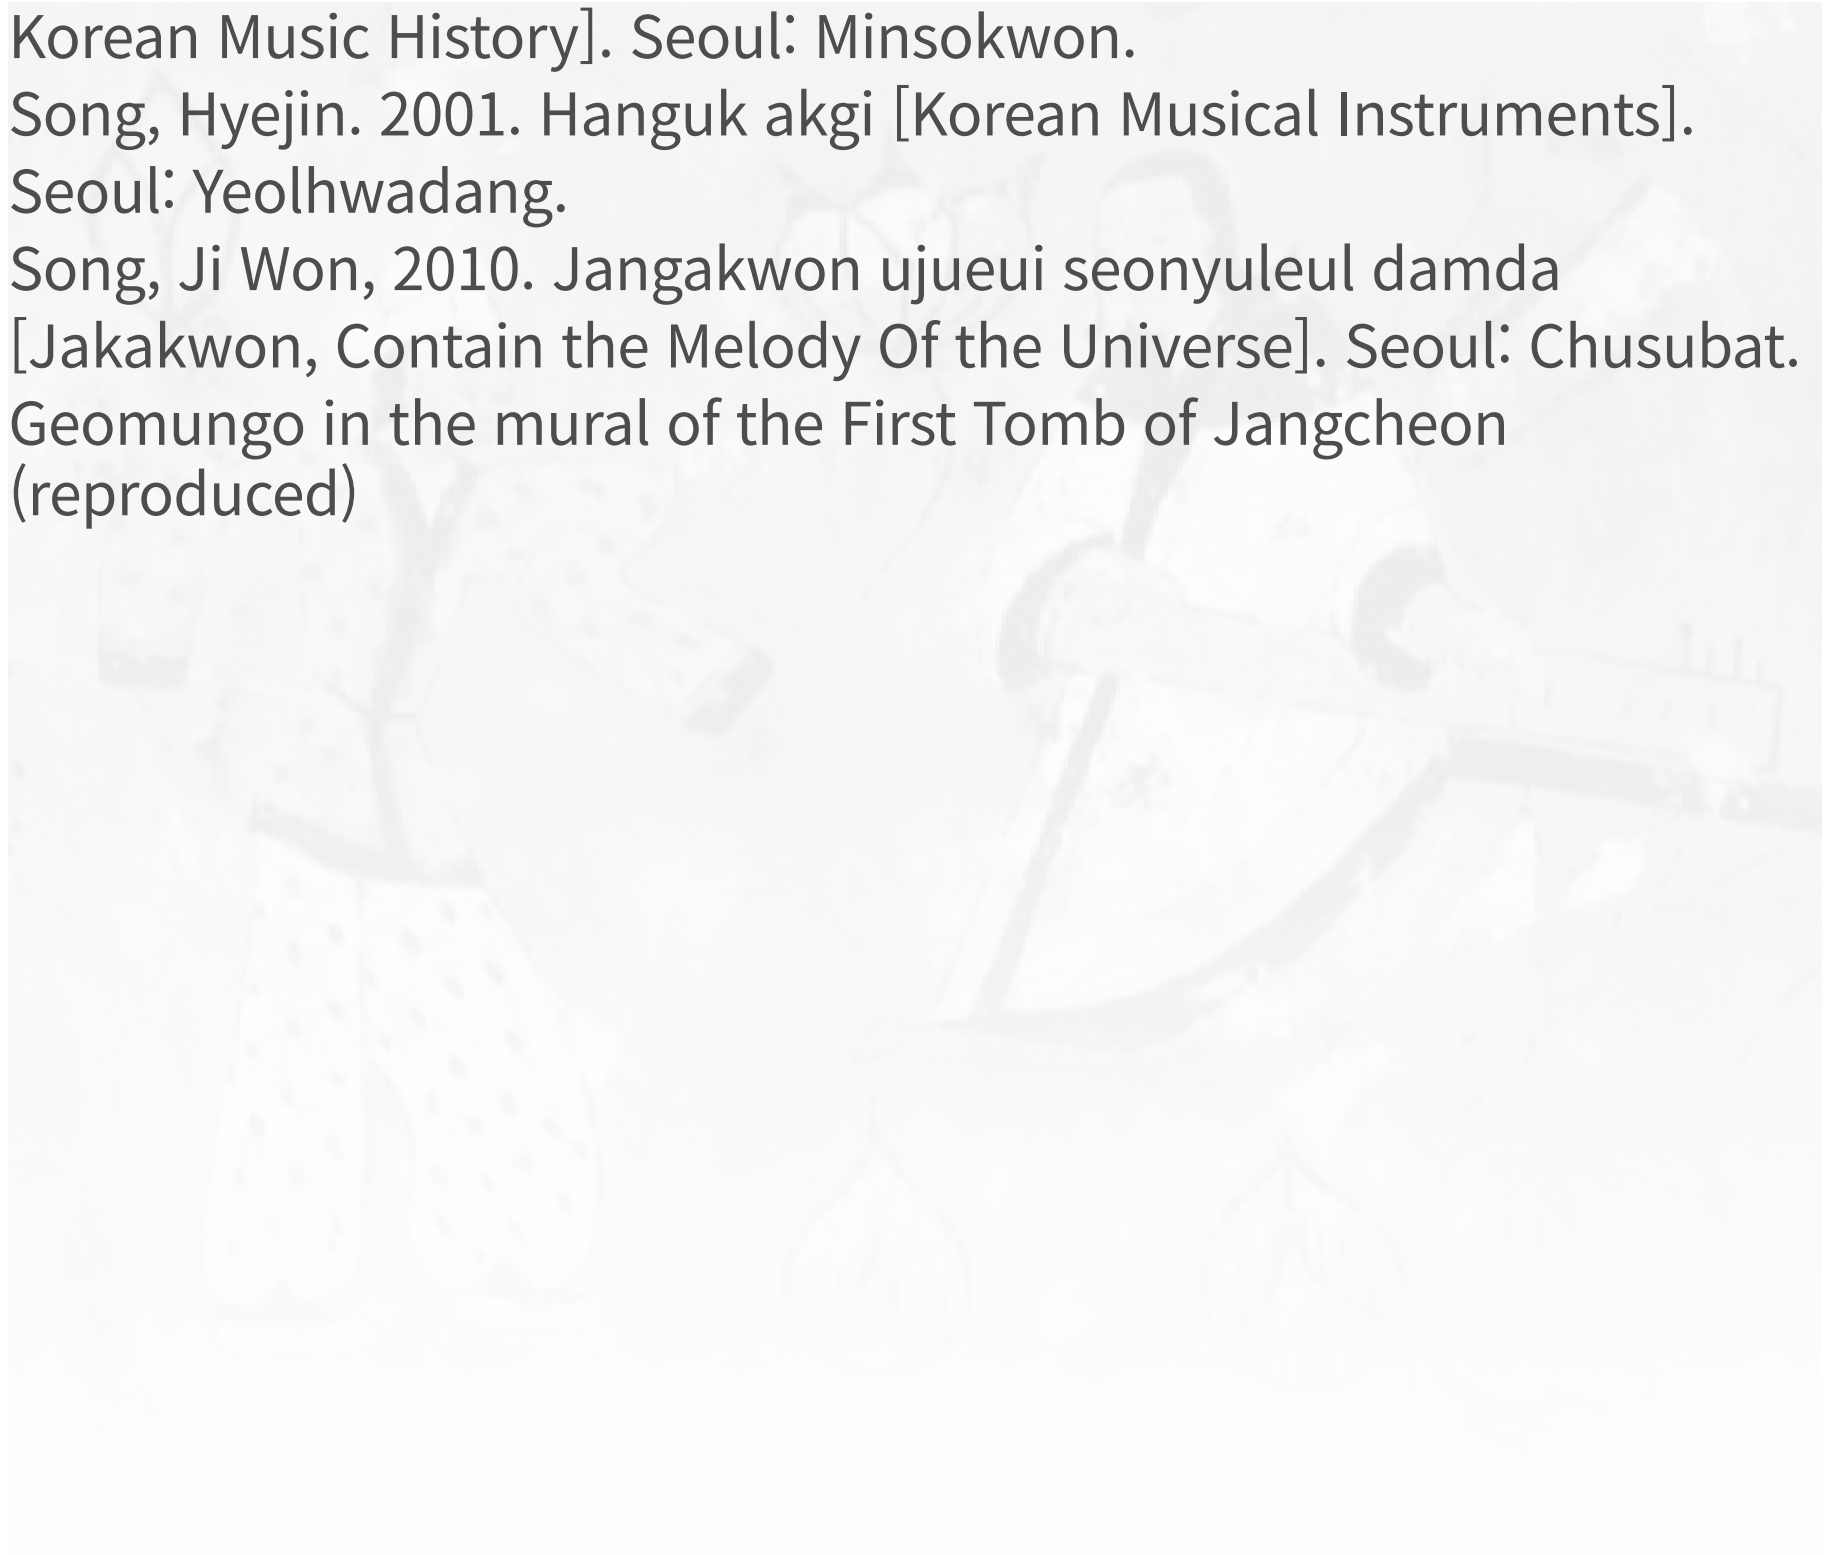 Korean Music History]. Seoul: Minsokwon.
Song, Hyejin. 2001. Hanguk akgi [Korean Musical Instruments].
Seoul: Yeolhwadang.
Song, Ji Won, 2010. Jangakwon ujueui seonyuleul damda
[Jakakwon, Contain the Melody Of the Universe]. Seoul: Chusubat.
Geomungo in the mural of the First Tomb of Jangcheon
(reproduced)